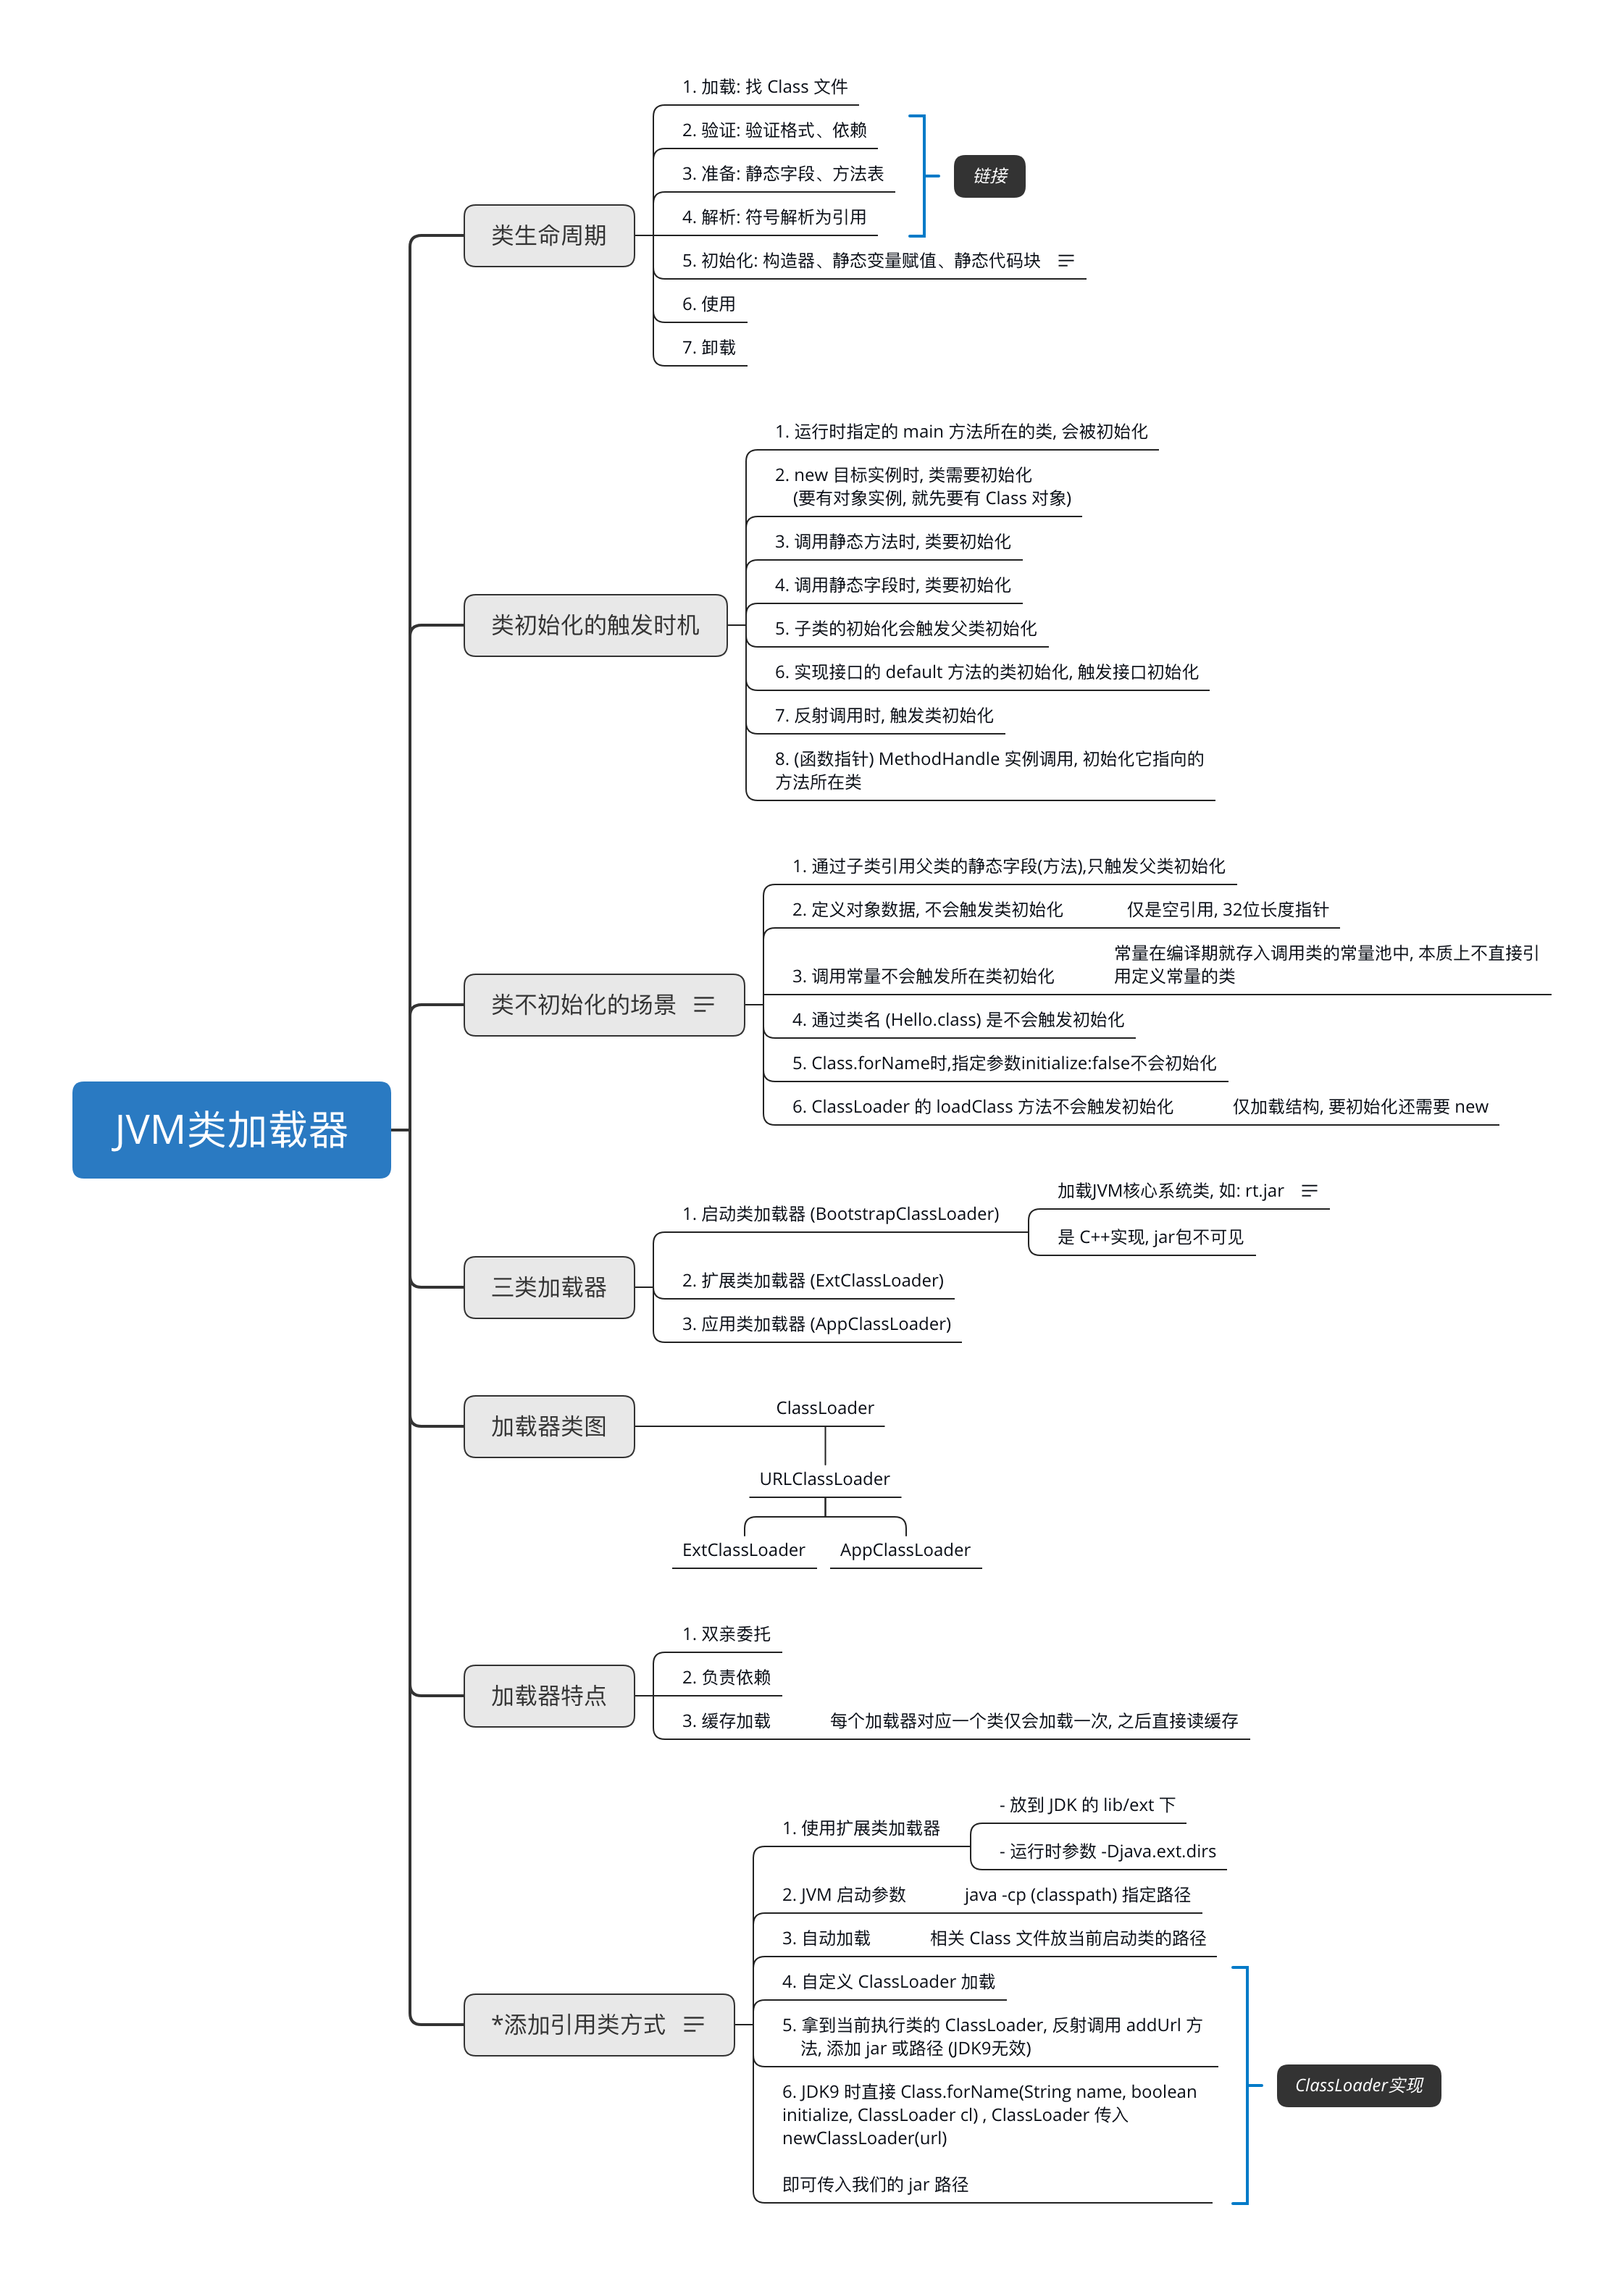 JVM类加载器
类生命周期
1. 加载: 找 Class 文件
2. 验证: 验证格式、依赖
3. 准备: 静态字段、方法表
4. 解析: 符号解析为引用
链接
5. 初始化: 构造器、静态变量赋值、静态代码块
6. 使用
7. 卸载
类初始化的触发时机
1. 运行时指定的 main 方法所在的类, 会被初始化
2. new 目标实例时, 类需要初始化
(要有对象实例, 就先要有 Class 对象)
3. 调用静态方法时, 类要初始化
4. 调用静态字段时, 类要初始化
5. 子类的初始化会触发父类初始化
6. 实现接口的 default 方法的类初始化, 触发接口初始化
7. 反射调用时, 触发类初始化
8. (函数指针) MethodHandle 实例调用, 初始化它指向的
方法所在类
类不初始化的场景
1. 通过子类引用父类的静态字段(方法),只触发父类初始化
2. 定义对象数据, 不会触发类初始化
仅是空引用, 32位长度指针
3. 调用常量不会触发所在类初始化
常量在编译期就存入调用类的常量池中, 本质上不直接引
用定义常量的类
4. 通过类名 (Hello.class) 是不会触发初始化
5. Class.forName时,指定参数initialize:false不会初始化
6. ClassLoader 的 loadClass 方法不会触发初始化
仅加载结构, 要初始化还需要 new
三类加载器
1. 启动类加载器 (BootstrapClassLoader)
加载JVM核心系统类, 如: rt.jar
是 C++实现, jar包不可见
2. 扩展类加载器 (ExtClassLoader)
3. 应用类加载器 (AppClassLoader)
加载器类图
ClassLoader
URLClassLoader
ExtClassLoader
AppClassLoader
加载器特点
1. 双亲委托
2. 负责依赖
3. 缓存加载
每个加载器对应一个类仅会加载一次, 之后直接读缓存
*添加引用类方式
1. 使用扩展类加载器
- 放到 JDK 的 lib/ext 下
- 运行时参数 -Djava.ext.dirs
2. JVM 启动参数
java -cp (classpath) 指定路径
3. 自动加载
相关 Class 文件放当前启动类的路径
4. 自定义 ClassLoader 加载
5. 拿到当前执行类的 ClassLoader, 反射调用 addUrl 方
法, 添加 jar 或路径 (JDK9无效)
6. JDK9 时直接 Class.forName(String name, boolean
initialize, ClassLoader cl) , ClassLoader 传入
newClassLoader(url)
即可传入我们的 jar 路径
ClassLoader实现